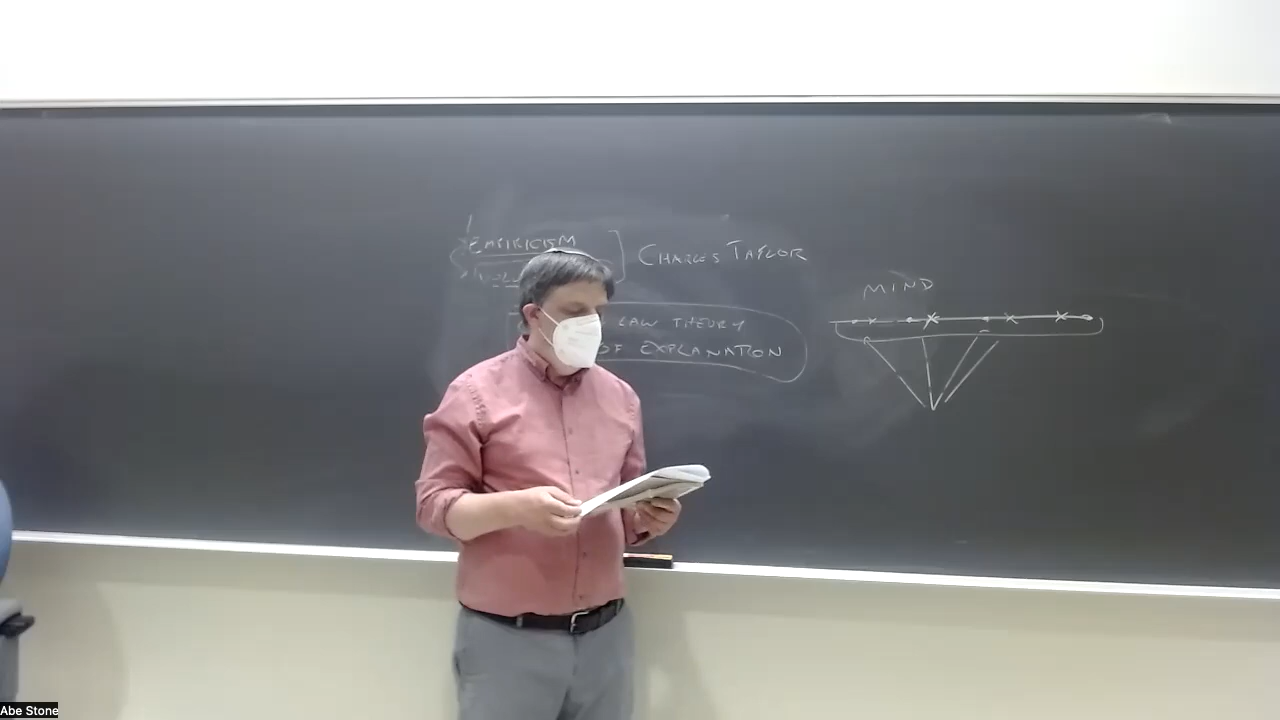 EMPIRICISM
CHARLES TAYLOR
MIND
LAW THEORY
OF EXPLANATION
Abe Stone